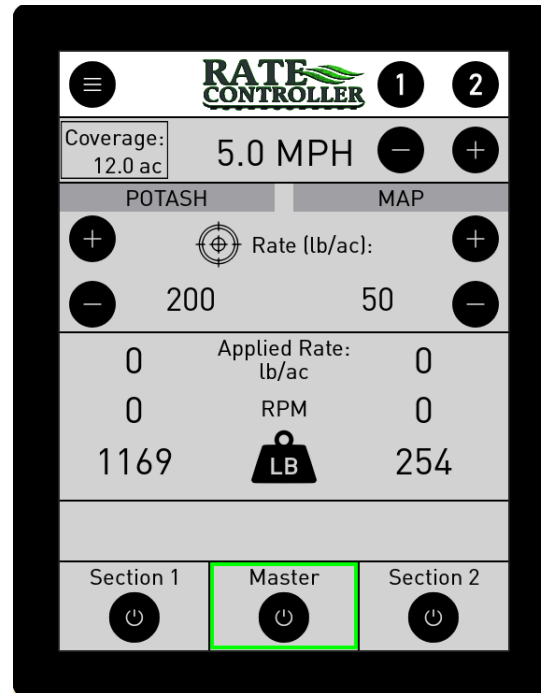 RATE
CONTROLLER
1
2
Coverage:
12.0 ac
5.0 MPH
POTASH
MAP
Rate (lb/ac):
200
50
0
Applied Rate:
lb/ac
0
0
RPM
0
1169
LB
254
Section 1
Master
Section 2